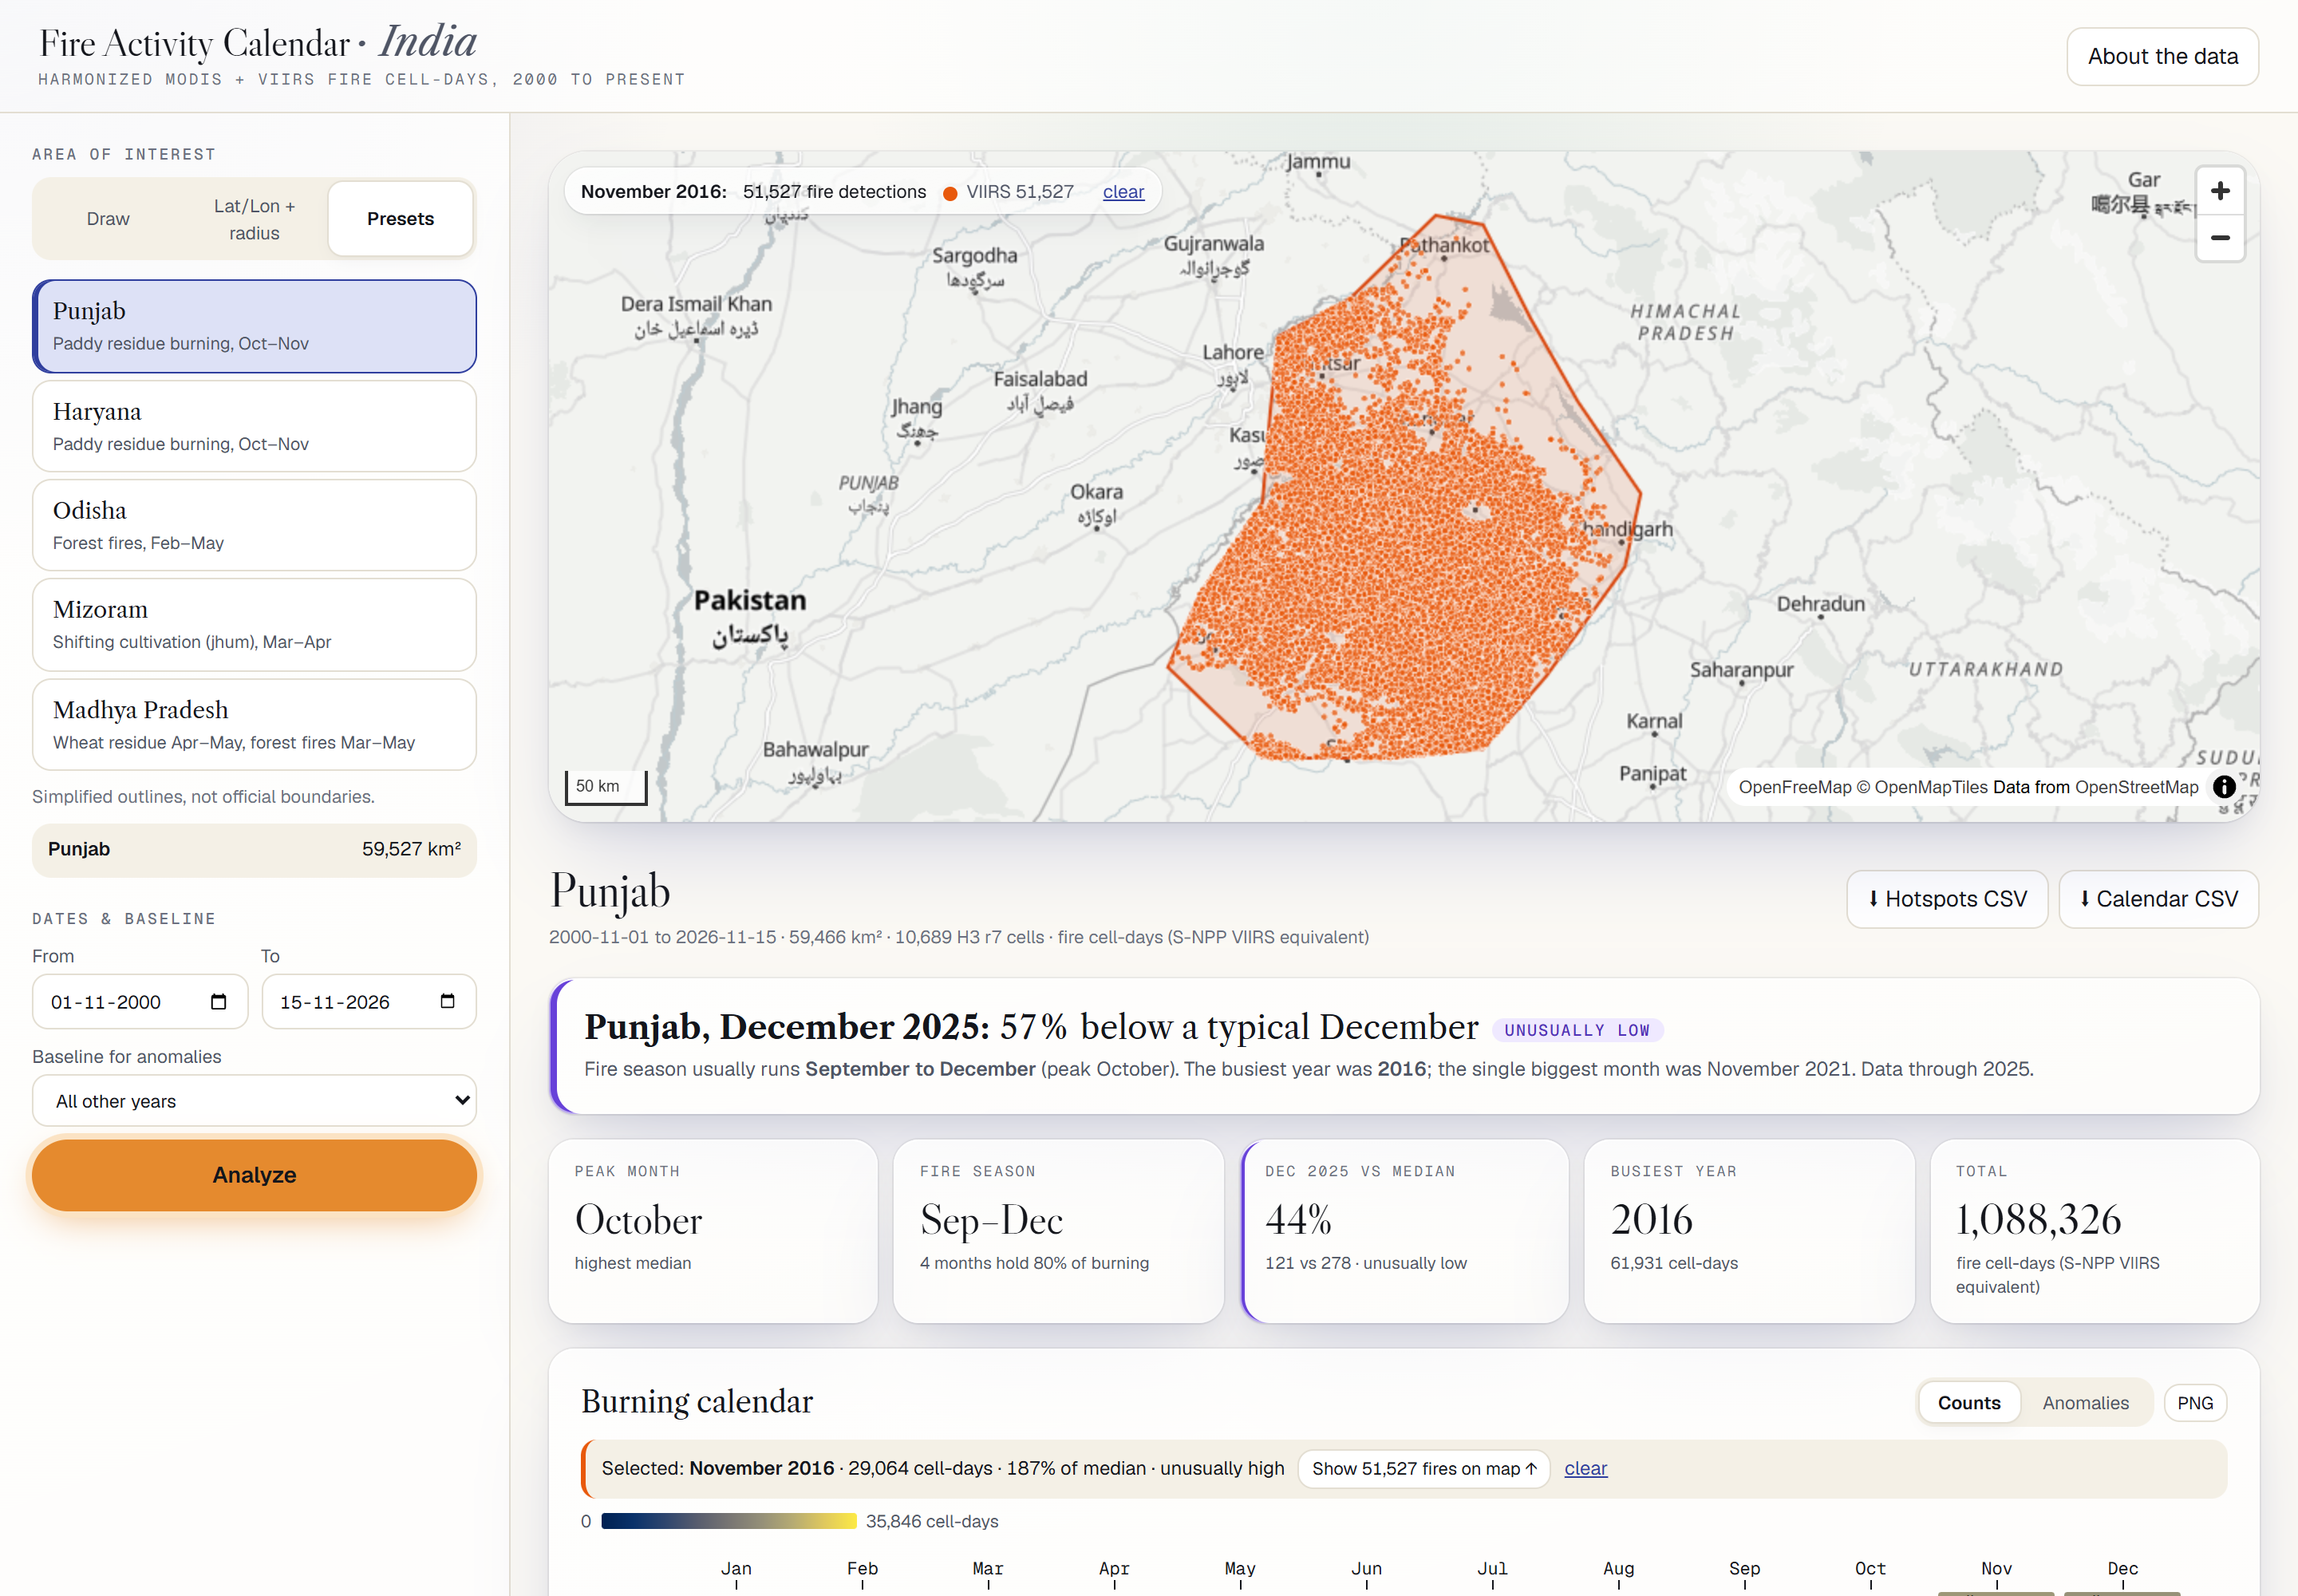 Fire Activity Calendar · India
HARMONIZED MODIS + VIIRS FIRE CELL-DAYS, 2000 TO PRESENT
About the data
AREA OF INTEREST
Draw
Lat/Lon +
radius
Presets
Punjab
Paddy residue burning, Oct–Nov
Haryana
Paddy residue burning, Oct–Nov
Odisha
Forest fires, Feb–May
Mizoram
Shifting cultivation (jhum), Mar–Apr
Madhya Pradesh
Wheat residue Apr–May, forest fires Mar–May
Simplified outlines, not official boundaries.
Punjab 59,527 km²
DATES & BASELINE
From To
01-11-2000 15-11-2026
Baseline for anomalies
All other years
Analyze
November 2016: 51,527 fire detections VIIRS 51,527 clear
Jammu
Gar
噶尔县
Pathankot
Sargodha
سرگودھا
Gujranwala
گوجرانوالہ
Dera Ismail Khan
ڈیرہ اسماعیل خان
HIMACHAL
PRADESH
Lahore
لاہور
Faisalabad
فیصل آباد
Jhang
جھنگ
PUNJAB
پنجاب
Okara
اوکاڑہ
handigarh
Pakistan
پاکستان
Dehradun
Saharanpur
UTTARAKHAND
Karnal
Bahawalpur
بہاولپور
Panipat
50 km
OpenFreeMap © OpenMapTiles Data from OpenStreetMap
Punjab
2000-11-01 to 2026-11-15 · 59,466 km² · 10,689 H3 r7 cells · fire cell-days (S-NPP VIIRS equivalent)
⭳ Hotspots CSV
⭳ Calendar CSV
Punjab, December 2025: 57% below a typical December UNUSUALLY LOW
Fire season usually runs September to December (peak October). The busiest year was 2016; the single biggest month was November 2021. Data through 2025.
PEAK MONTH
October
highest median
FIRE SEASON
Sep–Dec
4 months hold 80% of burning
DEC 2025 VS MEDIAN
44%
121 vs 278 · unusually low
BUSIEST YEAR
2016
61,931 cell-days
TOTAL
1,088,326
fire cell-days (S-NPP VIIRS
equivalent)
Burning calendar
Counts Anomalies PNG
Selected: November 2016 · 29,064 cell-days · 187% of median · unusually high Show 51,527 fires on map ↑ clear
0 35,846 cell-days
Jan Feb Mar Apr May Jun Jul Aug Sep Oct Nov Dec